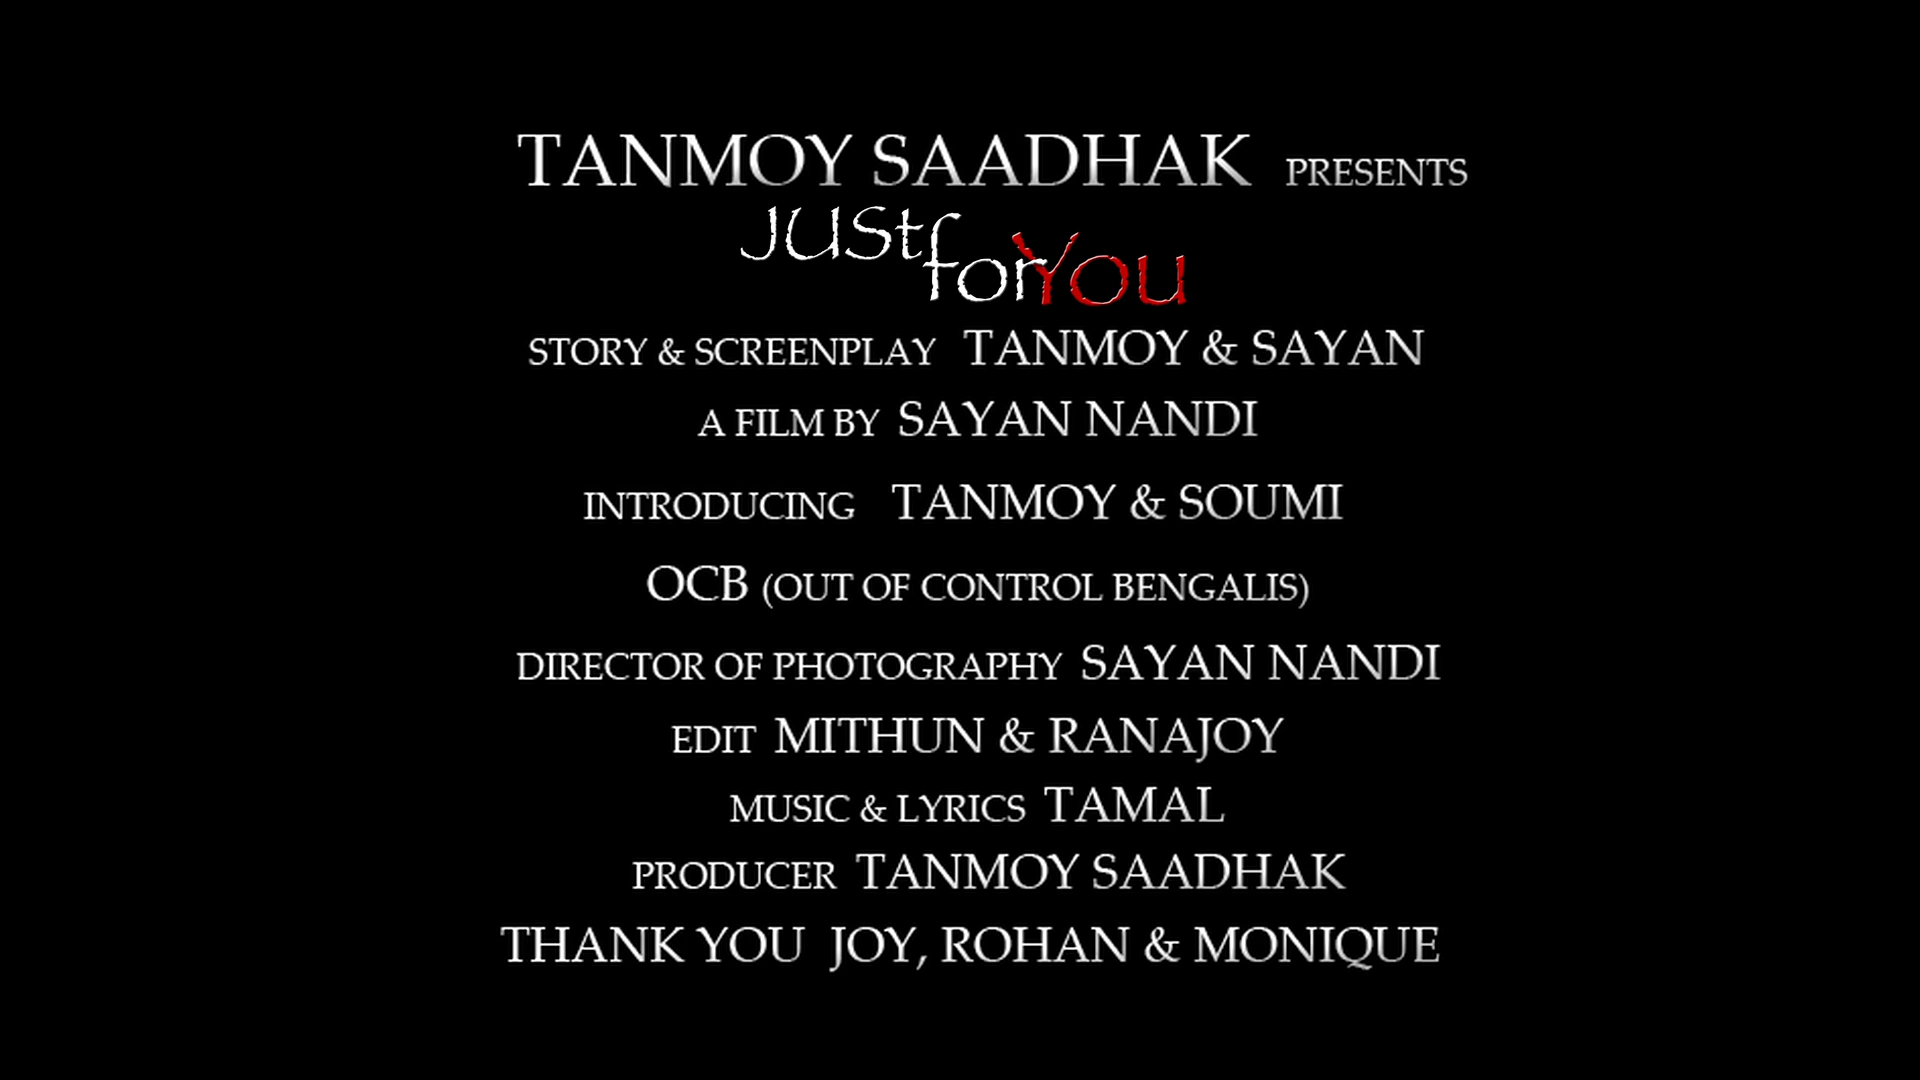 TANMOY SAADHAK PRESENTS
JUSt for You
STORY & SCREENPLAY TANMOY & SAYAN
A FILM BY SAYAN NANDI
INTRODUCING TANMOY & SOUMI
OCB (OUT OF CONTROL BENGALIS)
DIRECTOR OF PHOTOGRAPHY SAYAN NANDI
EDIT MITHUN & RANAJOY
MUSIC & LYRICS TAMAL
PRODUCER TANMOY SAADHAK
THANK YOU JOY, ROHAN & MONIQUE